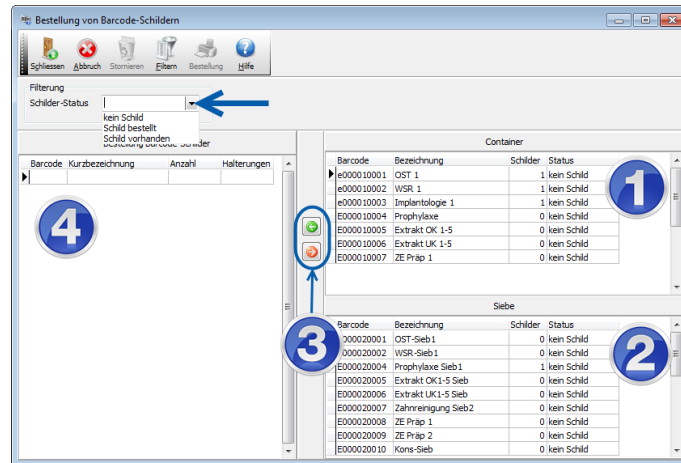 Bestellung von Barcode-Schildern
Schliessen Abbruch Stornieren Filtern Bestellung Hilfe
Filterung
Schilder-Status
kein Schild
Schild bestellt
Schild vorhanden
Bestellung Barcode-Schilder
Barcode Kurzbezeichnung Anzahl Halterungen
4
3
Container
Barcode Bezeichnung Schilder Status
e000010001 OST 1 1 kein Schild
e000010002 WSR 1 1 kein Schild
e000010003 Implantologie 1 1 kein Schild
E000010004 Prophylaxe 0 kein Schild
E000010005 Extrakt OK 1-5 0 kein Schild
E000010006 Extrakt UK 1-5 0 kein Schild
E000010007 ZE Präp 1 0 kein Schild
1
Siebe
Barcode Bezeichnung Schilder Status
E000020001 OST-Sieb1 0 kein Schild
E000020002 WSR-Sieb1 0 kein Schild
E000020004 Prophylaxe Sieb1 1 kein Schild
E000020005 Extrakt OK1-5 Sieb 0 kein Schild
E000020006 Extrakt UK1-5 Sieb 0 kein Schild
E000020007 Zahnreinigung Sieb2 0 kein Schild
E000020008 ZE Präp 1 0 kein Schild
E000020009 ZE Präp 2 0 kein Schild
E000020010 Kons-Sieb 0 kein Schild
2